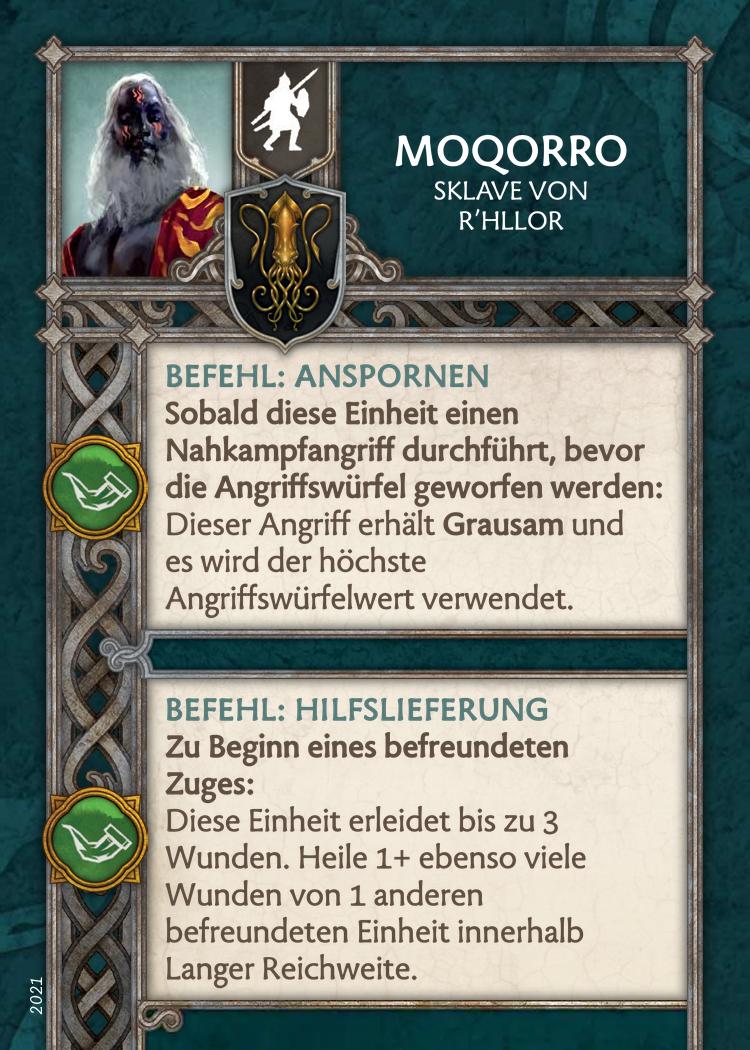 MOQORRO
SKLAVE VON
R'HLLOR
BEFEHL: ANSPORNEN
Sobald diese Einheit einen
Nahkampfangriff durchführt, bevor
die Angriffswürfel geworfen werden:
Dieser Angriff erhält Grausam und
es wird der höchste
Angriffswürfelwert verwendet.
BEFEHL: HILFSLIEFERUNG
Zu Beginn eines befreundeten
Zuges:
Diese Einheit erleidet bis zu 3
Wunden. Heile 1+ ebenso viele
Wunden von 1 anderen
befreundeten Einheit innerhalb
Langer Reichweite.
2021